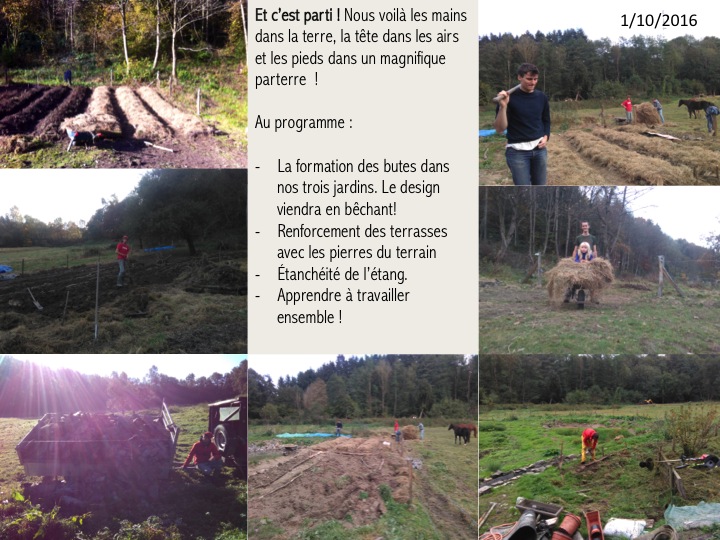 Et c'est parti ! Nous voilà les mains
dans la terre, la tête dans les airs
et les pieds dans un magnifique
parterre  !
Au programme :
- La formation des butes dans
nos trois jardins. Le design
viendra en bêchant!
- Renforcement des terrasses
avec les pierres du terrain
- Étanchéité de l'étang.
- Apprendre à travailler
ensemble !
1/10/2016